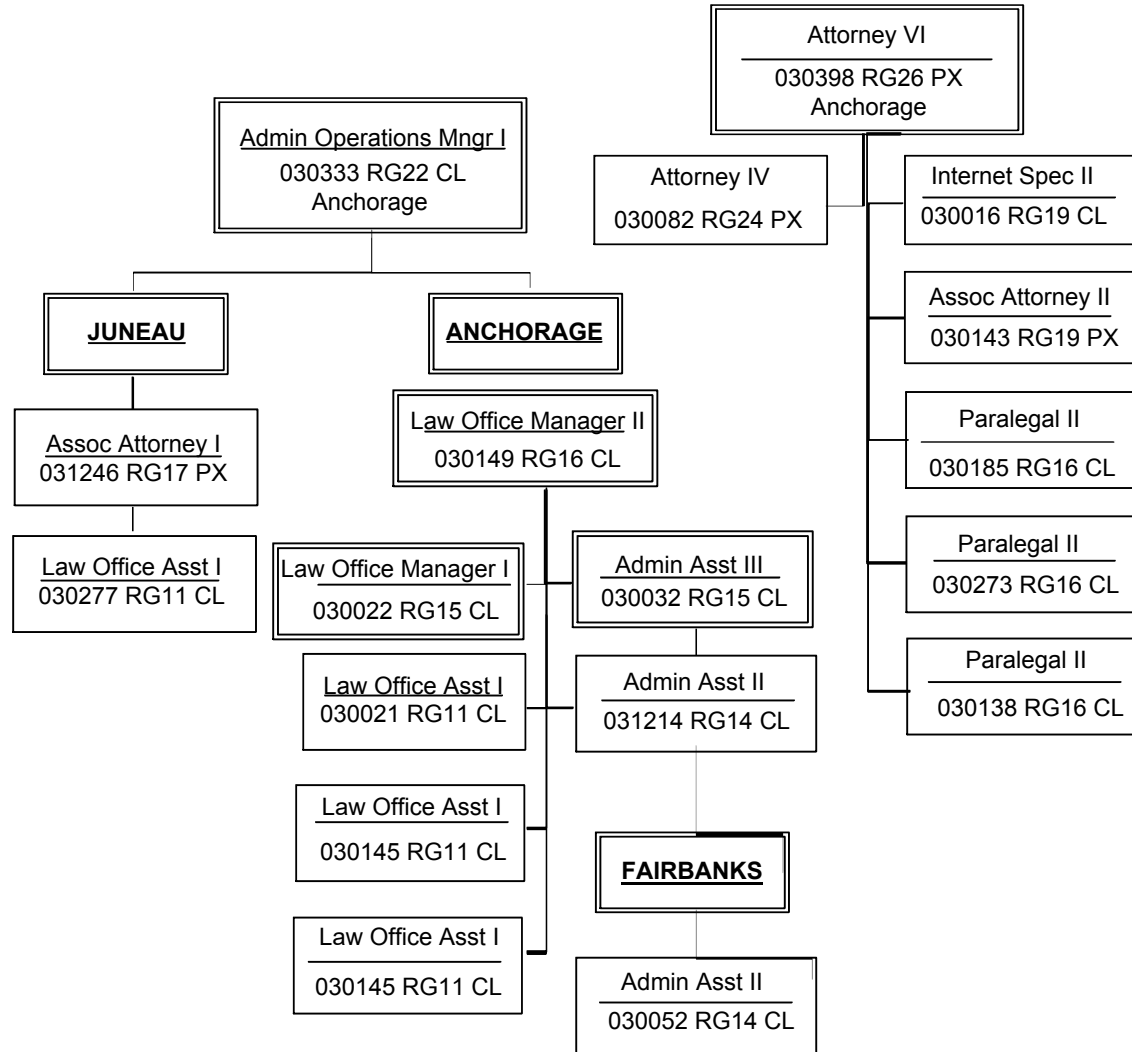 Attorney VI
030398 RG26 PX
Anchorage
Admin Operations Mngr I
030333 RG22 CL
Anchorage
Attorney IV
030082 RG24 PX
Internet Spec II
030016 RG19 CL
Assoc Attorney II
030143 RG19 PX
Paralegal II
030185 RG16 CL
Paralegal II
030273 RG16 CL
Paralegal II
030138 RG16 CL
JUNEAU
Assoc Attorney I
031246 RG17 PX
Law Office Asst I
030277 RG11 CL
ANCHORAGE
Law Office Manager II
030149 RG16 CL
Law Office Manager I
030022 RG15 CL
Admin Asst III
030032 RG15 CL
Law Office Asst I
030021 RG11 CL
Admin Asst II
031214 RG14 CL
Law Office Asst I
030145 RG11 CL
Law Office Asst I
030145 RG11 CL
FAIRBANKS
Admin Asst II
030052 RG14 CL